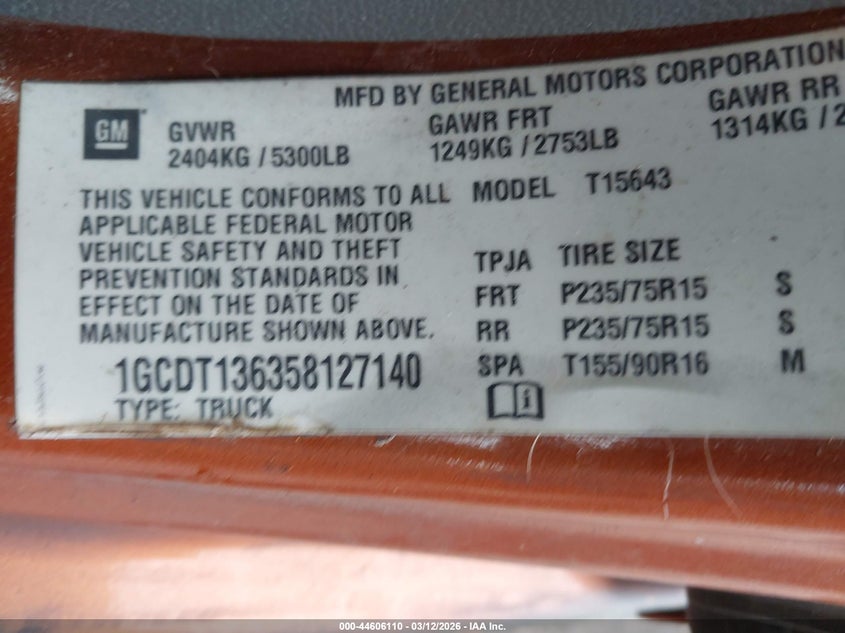 MFD BY GENERAL MOTORS CORPORATION
GM
GVWR
2404KG / 5300LB
GAWR FRT
1249KG / 2753LB
GAWR RR
1314KG / 2
THIS VEHICLE CONFORMS TO ALL
APPLICABLE FEDERAL MOTOR
VEHICLE SAFETY AND THEFT
PREVENTION STANDARDS IN
EFFECT ON THE DATE OF
MANUFACTURE SHOWN ABOVE.
1GCDT136358127140
TYPE: TRUCK
MODEL T15643
TPJA TIRE SIZE
FRT P235/75R15 S
RR P235/75R15 S
SPA T155/90R16 M
i
000-44606110 - 03/12/2026 - IAA Inc.